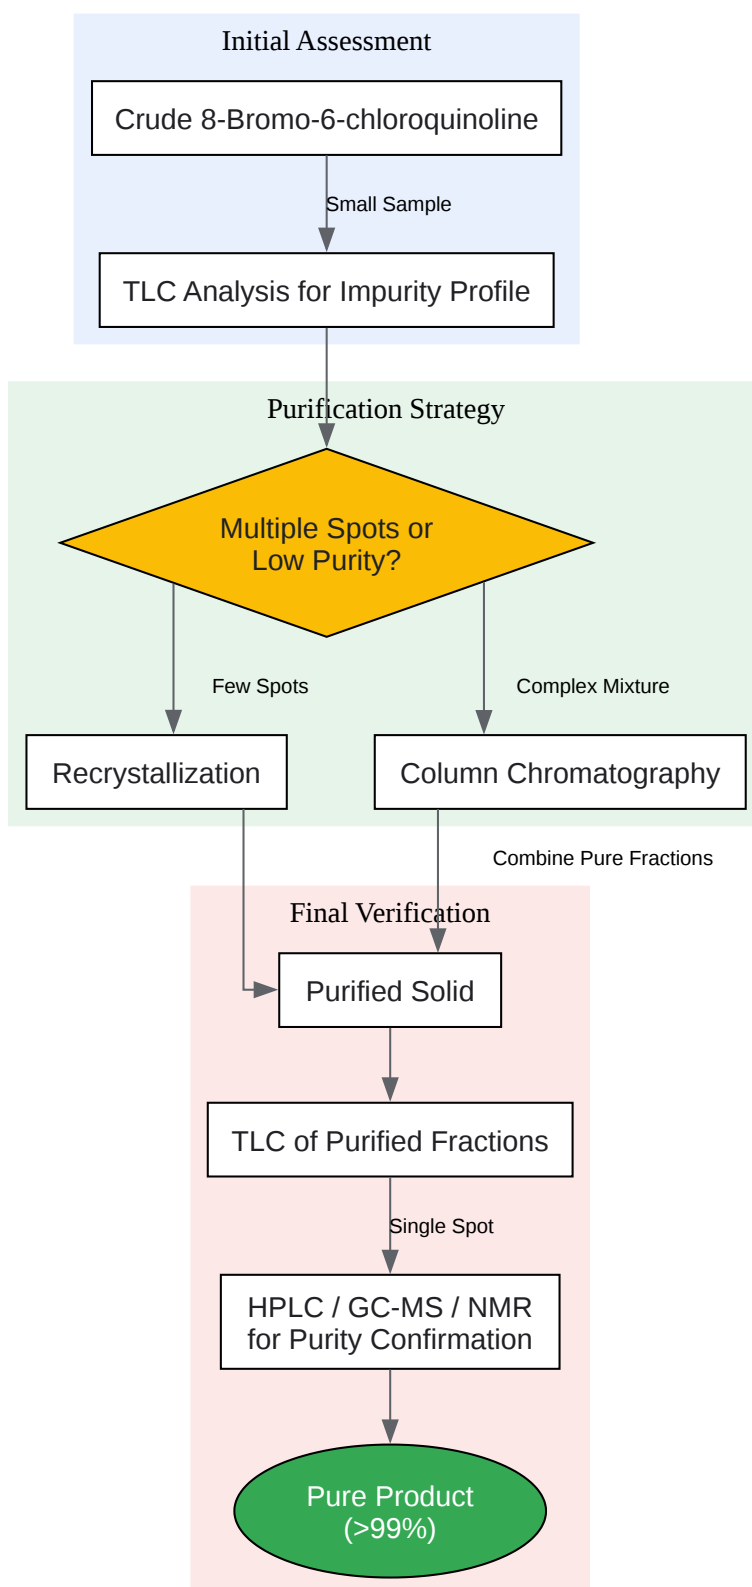 Initial Assessment
Crude 8-Bromo-6-chloroquinoline
Small Sample
TLC Analysis for Impurity Profile
Purification Strategy
Multiple Spots or
Low Purity?
Few Spots
Complex Mixture
Recrystallization
Column Chromatography
Combine Pure Fractions
Final Verification
Purified Solid
TLC of Purified Fractions
Single Spot
HPLC / GC-MS / NMR
for Purity Confirmation
Pure Product
(>99%)